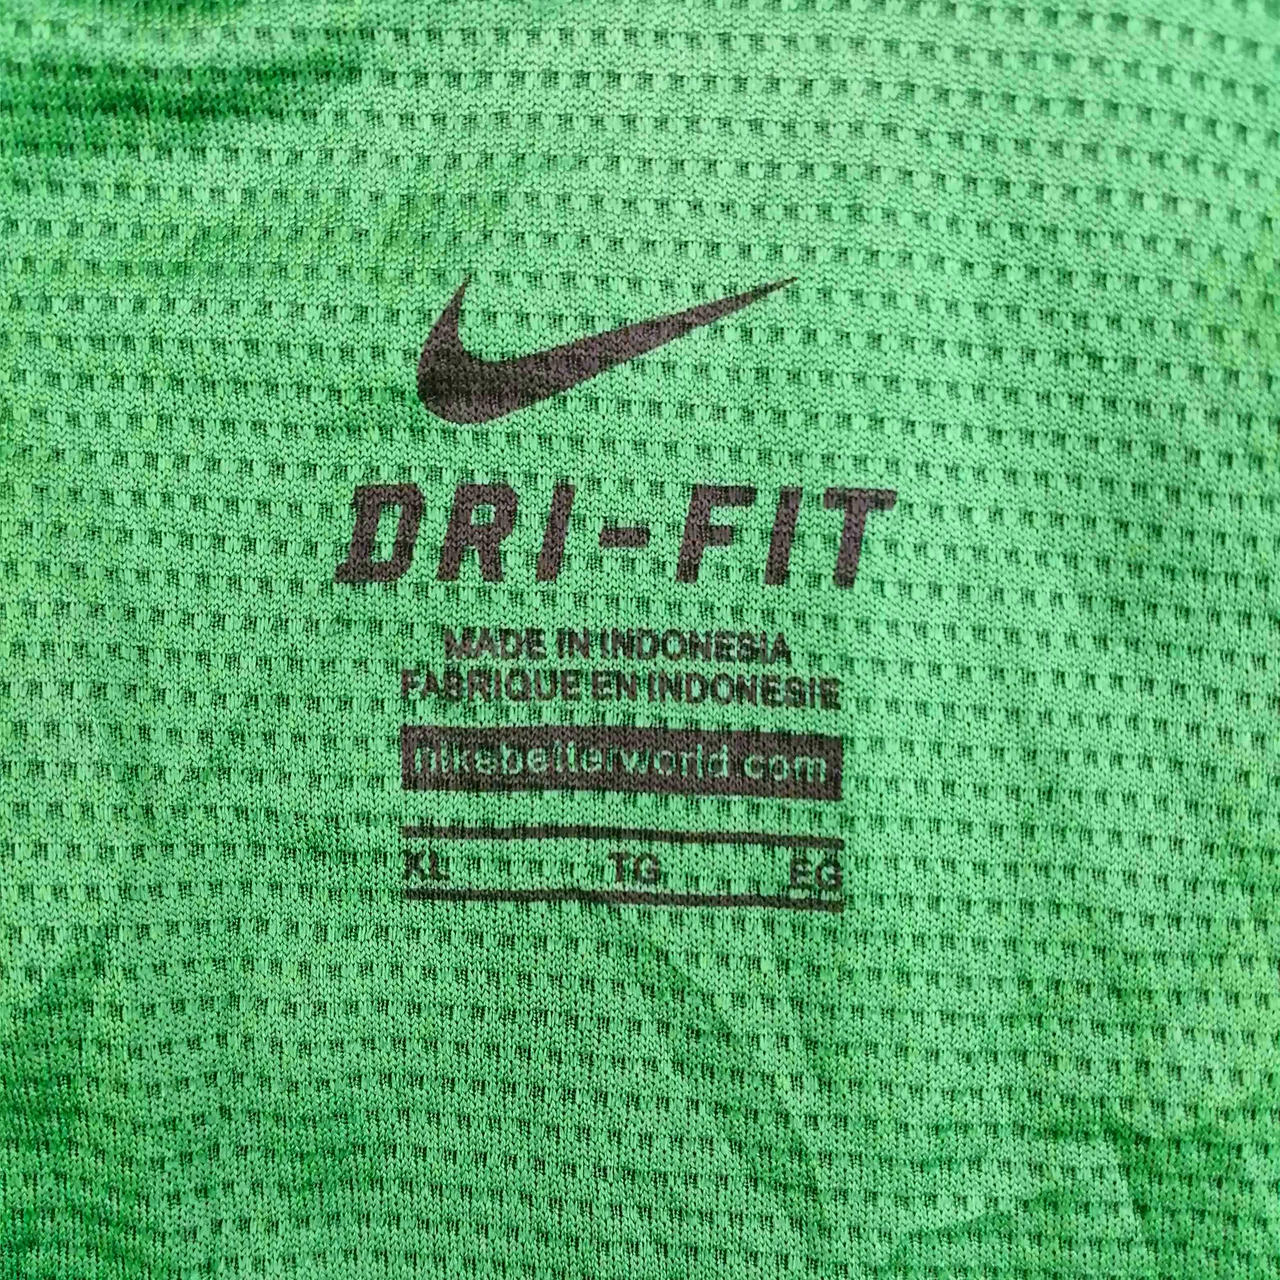 DRI-FIT
MADE IN INDONESIA
FABRIQUE EN INDONESIE
nikebetterworld.com
XL TG EG